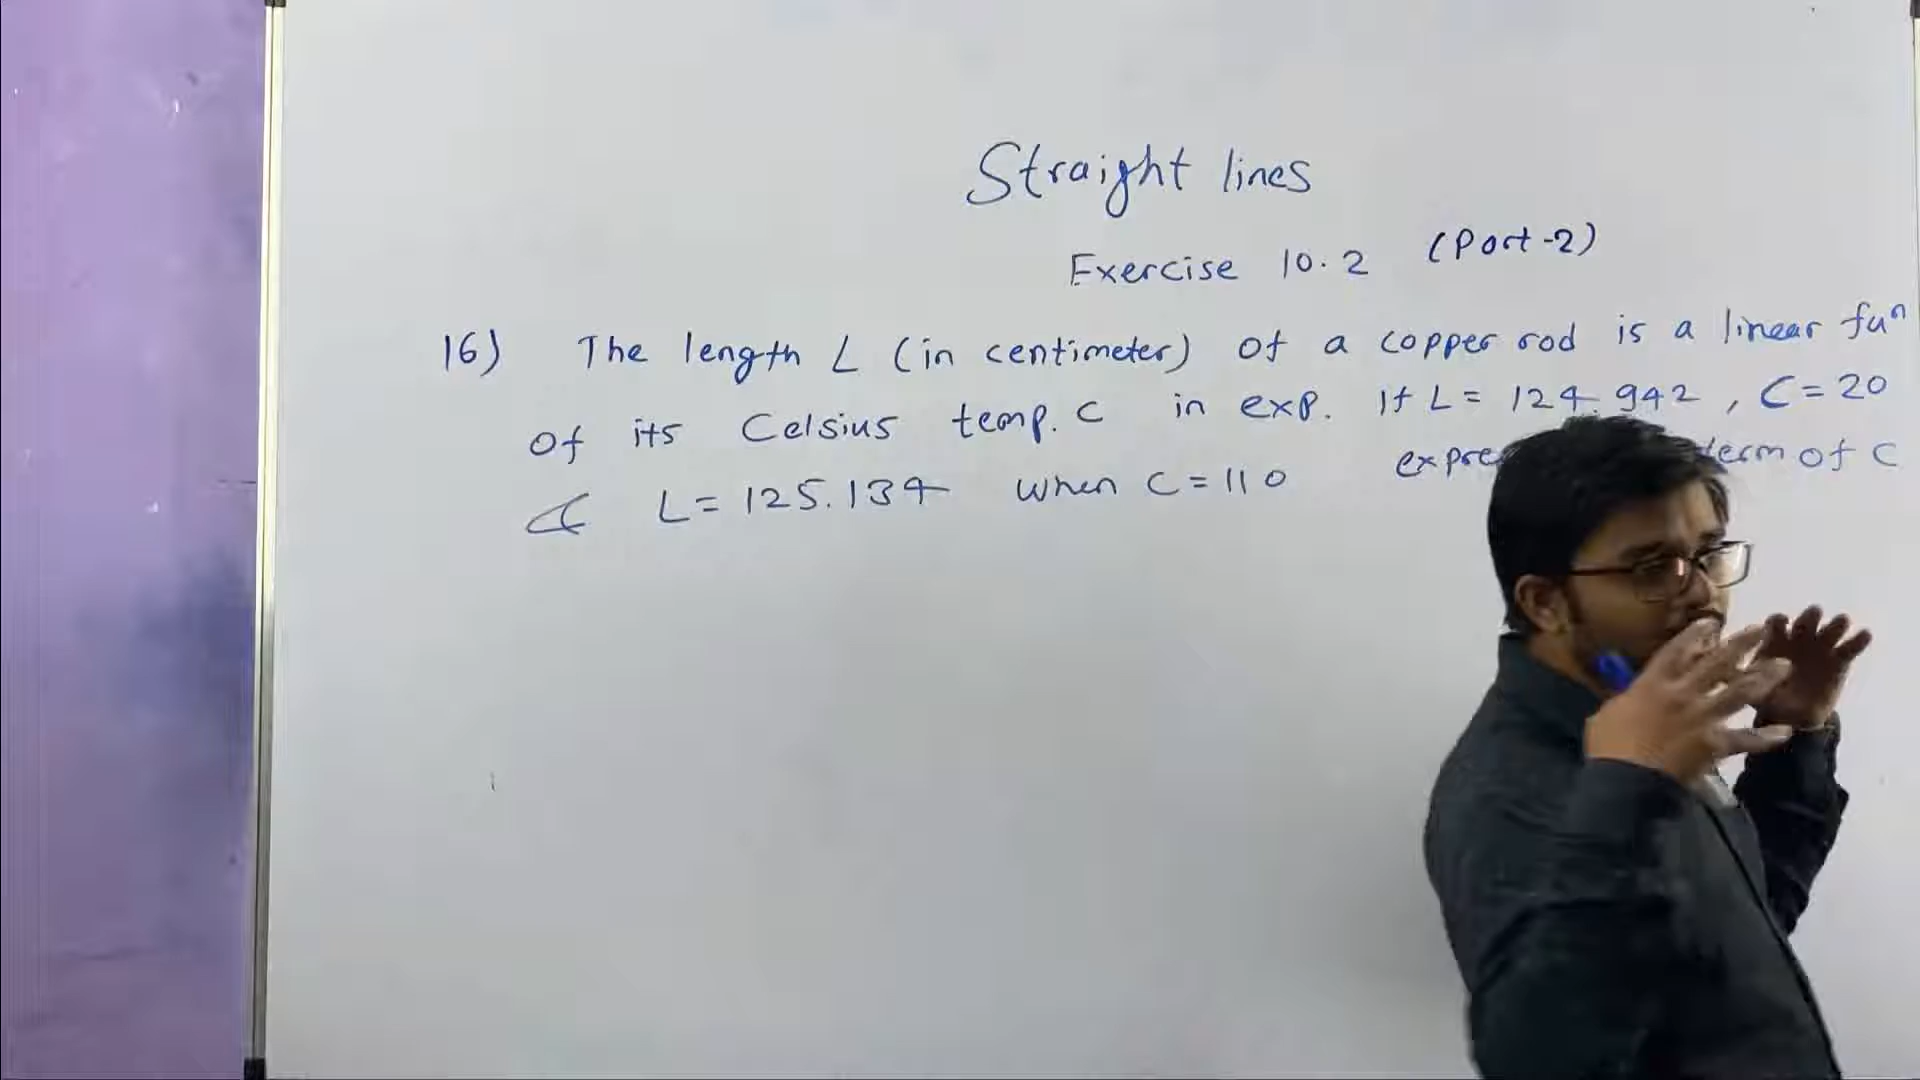 Straight lines
Exercise 10.2 (Part-2)
16) The length L (in centimeter) of a copper rod is a linear fuⁿ
of its Celsius temp. C in exp. If L = 124.942 , C = 20
& L = 125.134 when C = 110 expre term of C